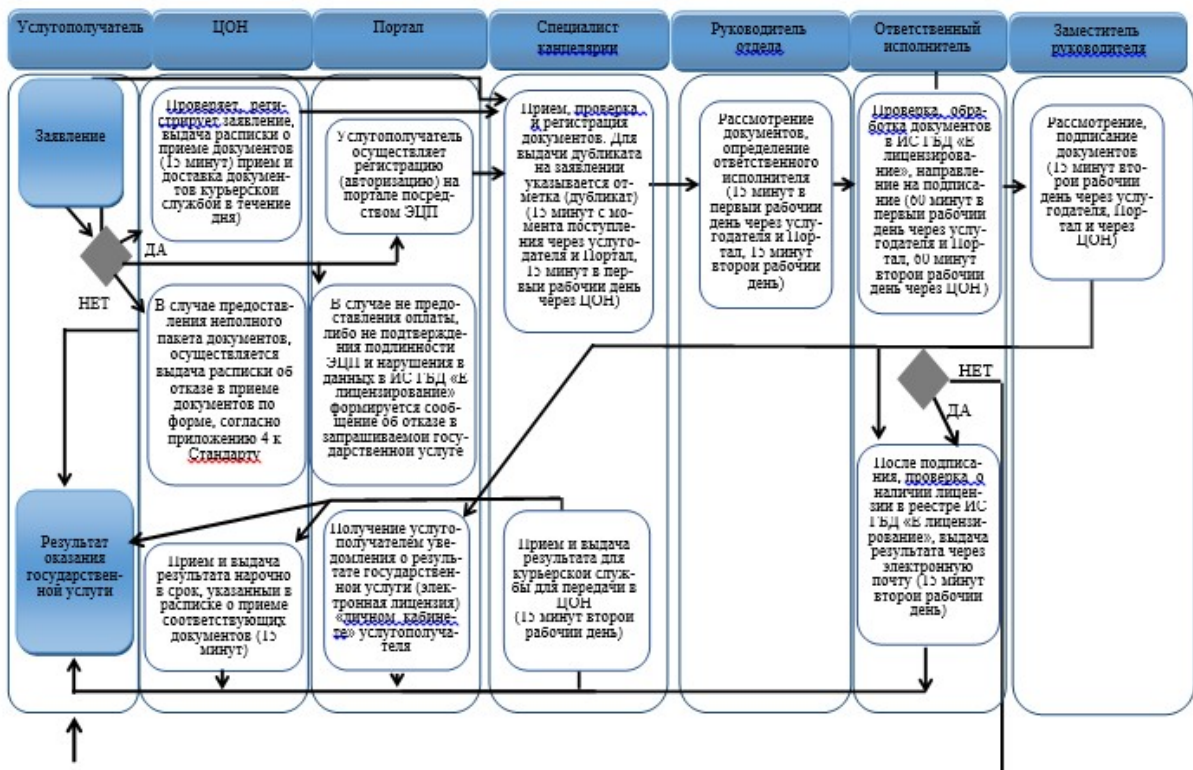 Услугополучатель
ЦОН
Портал
Специалист
канцелярии
Руководитель
отдела
Ответственный
исполнитель
Заместитель
руководителя
Заявление
ДА
НЕТ
Проверяет, реги-
стрирует заявление,
выдача расписки о
приеме документов
(15 минут) прием и
доставка докумен-
тов курьерской
службой в течение
дня)
Услугополучатель
осуществляет
регистрацию
(авторизацию) на
портале посред-
ством ЭЦП
Прием, проверка
и регистрация
документов. Для
выдачи дубликата
на заявлении
указывается от-
метка (дубликат)
(15 минут с мо-
мента поступле-
ния через услуго-
дателя и Портал,
15 минут в пер-
вый рабочий день
через ЦОН)
Рассмотрение
документов,
определение
ответственного
исполнителя
(15 минут в
первый рабочий
день через услу-
годателя и Пор-
тал, 15 минут
второй рабочий
день)
Проверка, обра-
ботка документов
в ИС ГБД «Е
лицензирова-
ние», направле-
ние на подписа-
ние (60 минут в
первый рабочий
день через услу-
годателя и Пор-
тал, 60 минут
второй рабочий
день через ЦОН)
Рассмотрение,
подписание
документов
(15 минут вто-
рой рабочий
день через услу-
годателя, Пор-
тал и через
ЦОН)
В случае предостав-
ления неполного
пакета документов,
осуществляется
выдача расписки об
отказе в приеме
документов по
форме, согласно
приложению 4 к
Стандарту
В случае не предо-
ставления оплаты,
либо не подтвержде-
ния подлинности
ЭЦП и нарушения в
данных в ИС ГБД «Е
лицензирование»
формируется сооб-
щение об отказе в
запрашиваемой госу-
дарственной услуге
НЕТ
ДА
Результат
оказания
государствен-
ной услуги
Прием и выдача
результата нарочно
в срок, указанный в
расписке о приеме
соответствующих
документов (15
минут)
Получение услуго-
получателем уве-
домления о резуль-
тате государствен-
ной услуги (элек-
тронная лицензия)
«личном кабине-
те» услугополуча-
теля
Прием и выдача
результата для
курьерской служ-
бы для передачи в
ЦОН
(15 минут второй
рабочий день)
После подписа-
ния, проверка о
наличии лицен-
зии в реестре ИС
ГБД «Е лицензи-
рование», выдача
результата через
электронную
почту (15 минут
второй рабочий
день)